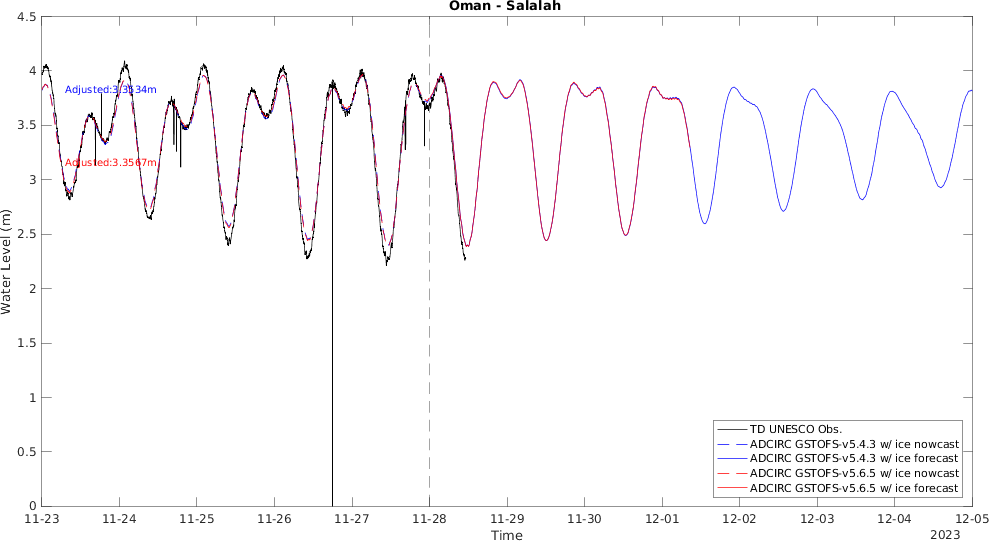 Oman - Salalah
4.5
4
3.5
3
2.5
2
1.5
1
0.5
0
Water Level (m)
Adjusted:3.3534m
Adjusted:3.3567m
TD UNESCO Obs.
ADCIRC GSTOFS-v5.4.3 w/ ice nowcast
ADCIRC GSTOFS-v5.4.3 w/ ice forecast
ADCIRC GSTOFS-v5.6.5 w/ ice nowcast
ADCIRC GSTOFS-v5.6.5 w/ ice forecast
11-23 11-24 11-25 11-26 11-27 11-28 11-29 11-30 12-01 12-02 12-03 12-04 12-05
Time
2023